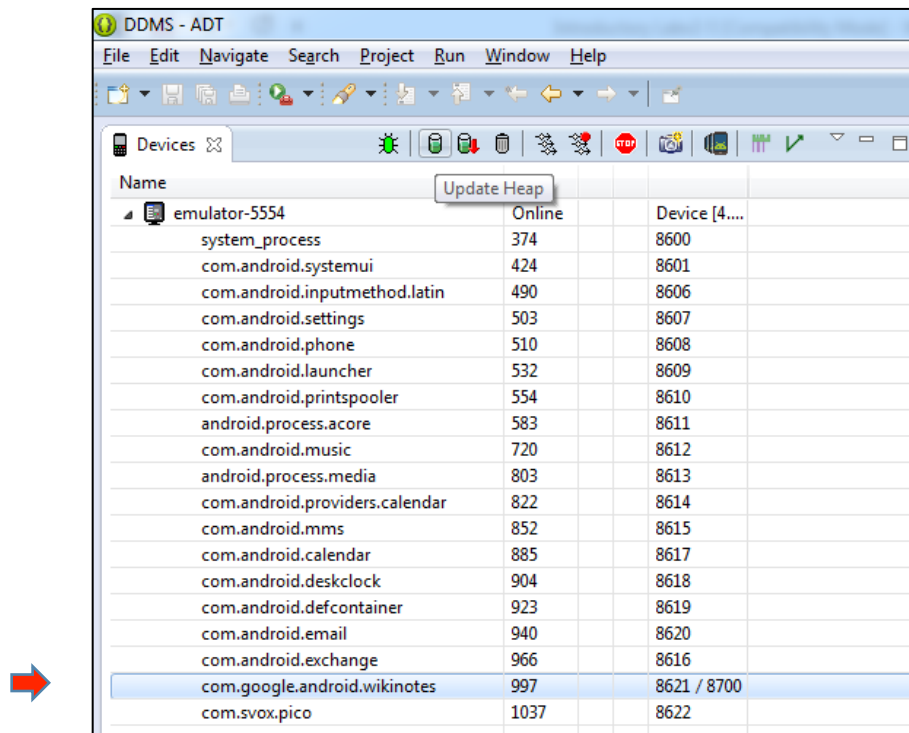 DDMS - ADT
File Edit Navigate Search Project Run Window Help
Devices
Name
Update Heap
emulator-5554 Online Device [4....
system_process 374 8600
com.android.systemui 424 8601
com.android.inputmethod.latin 490 8606
com.android.settings 503 8607
com.android.phone 510 8608
com.android.launcher 532 8609
com.android.printspooler 554 8610
android.process.acore 583 8611
com.android.music 720 8612
android.process.media 803 8613
com.android.providers.calendar 822 8614
com.android.mms 852 8615
com.android.calendar 885 8617
com.android.deskclock 904 8618
com.android.defcontainer 923 8619
com.android.email 940 8620
com.android.exchange 966 8616
com.google.android.wikinotes 997 8621 / 8700
com.svox.pico 1037 8622